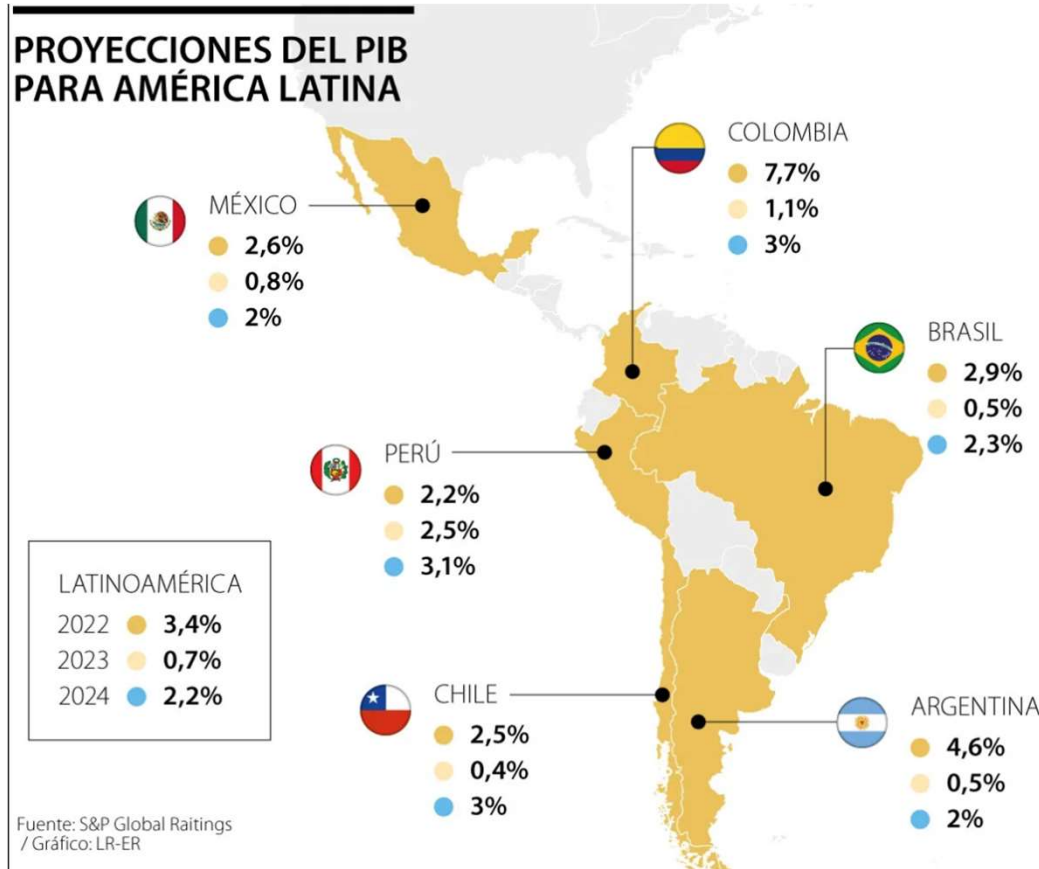 PROYECCIONES DEL PIB
PARA AMÉRICA LATINA
COLOMBIA
7,7%
1,1%
3%
MÉXICO
2,6%
0,8%
2%
BRASIL
2,9%
0,5%
2,3%
PERÚ
2,2%
2,5%
3,1%
LATINOAMÉRICA
2022 3,4%
2023 0,7%
2024 2,2%
CHILE
2,5%
0,4%
3%
ARGENTINA
4,6%
0,5%
2%
Fuente: S&P Global Raitings
/ Gráfico: LR-ER